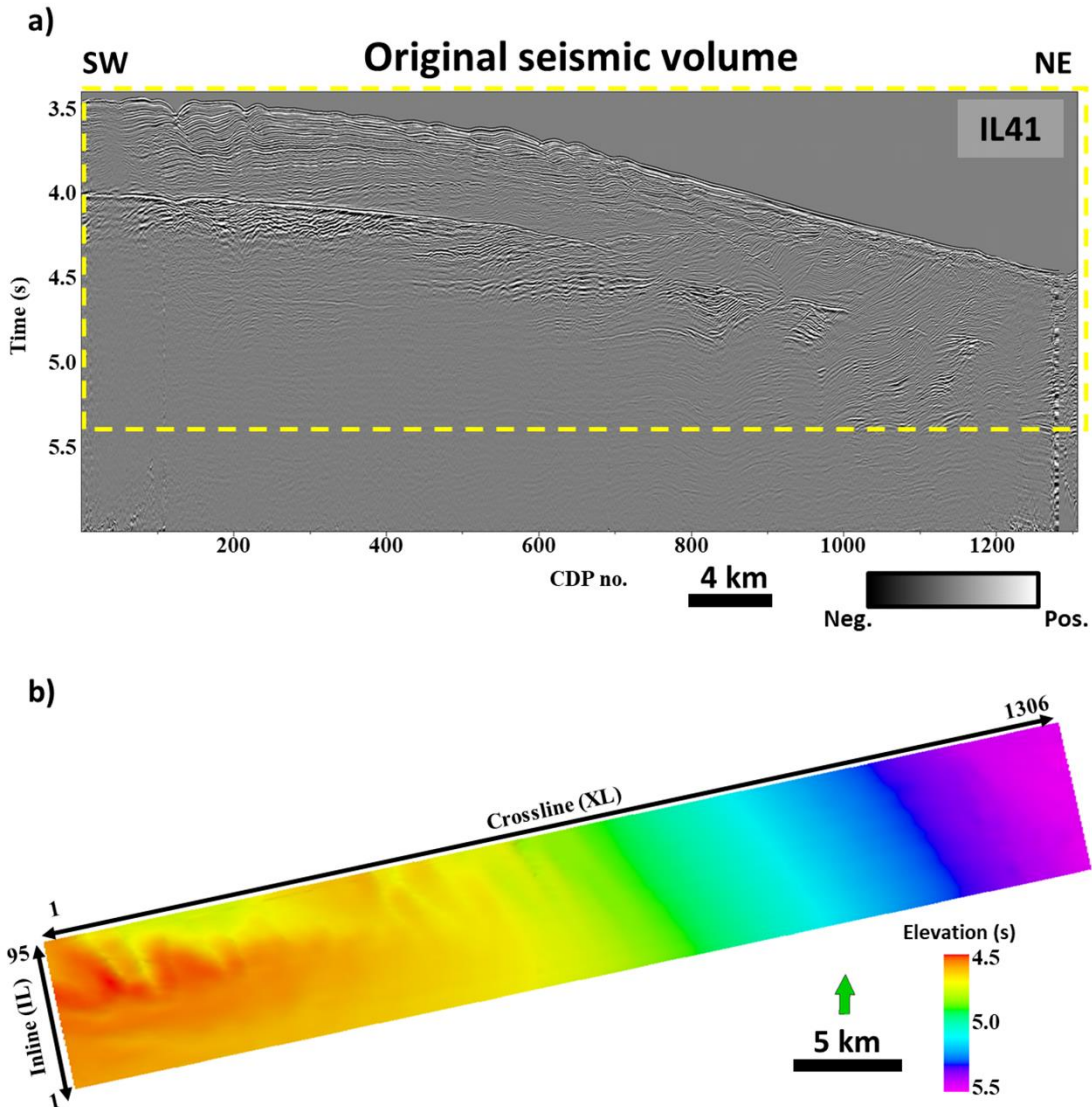 a)
Original seismic volume
SW
NE
IL41
3.5
4.0
4.5
5.0
5.5
Time (s)
200
400
600
800
1000
1200
CDP no.
4 km
Neg.
Pos.
b)
1306
Crossline (XL)
1
95
Inline (IL)
1
Elevation (s)
4.5
5.0
5.5
5 km